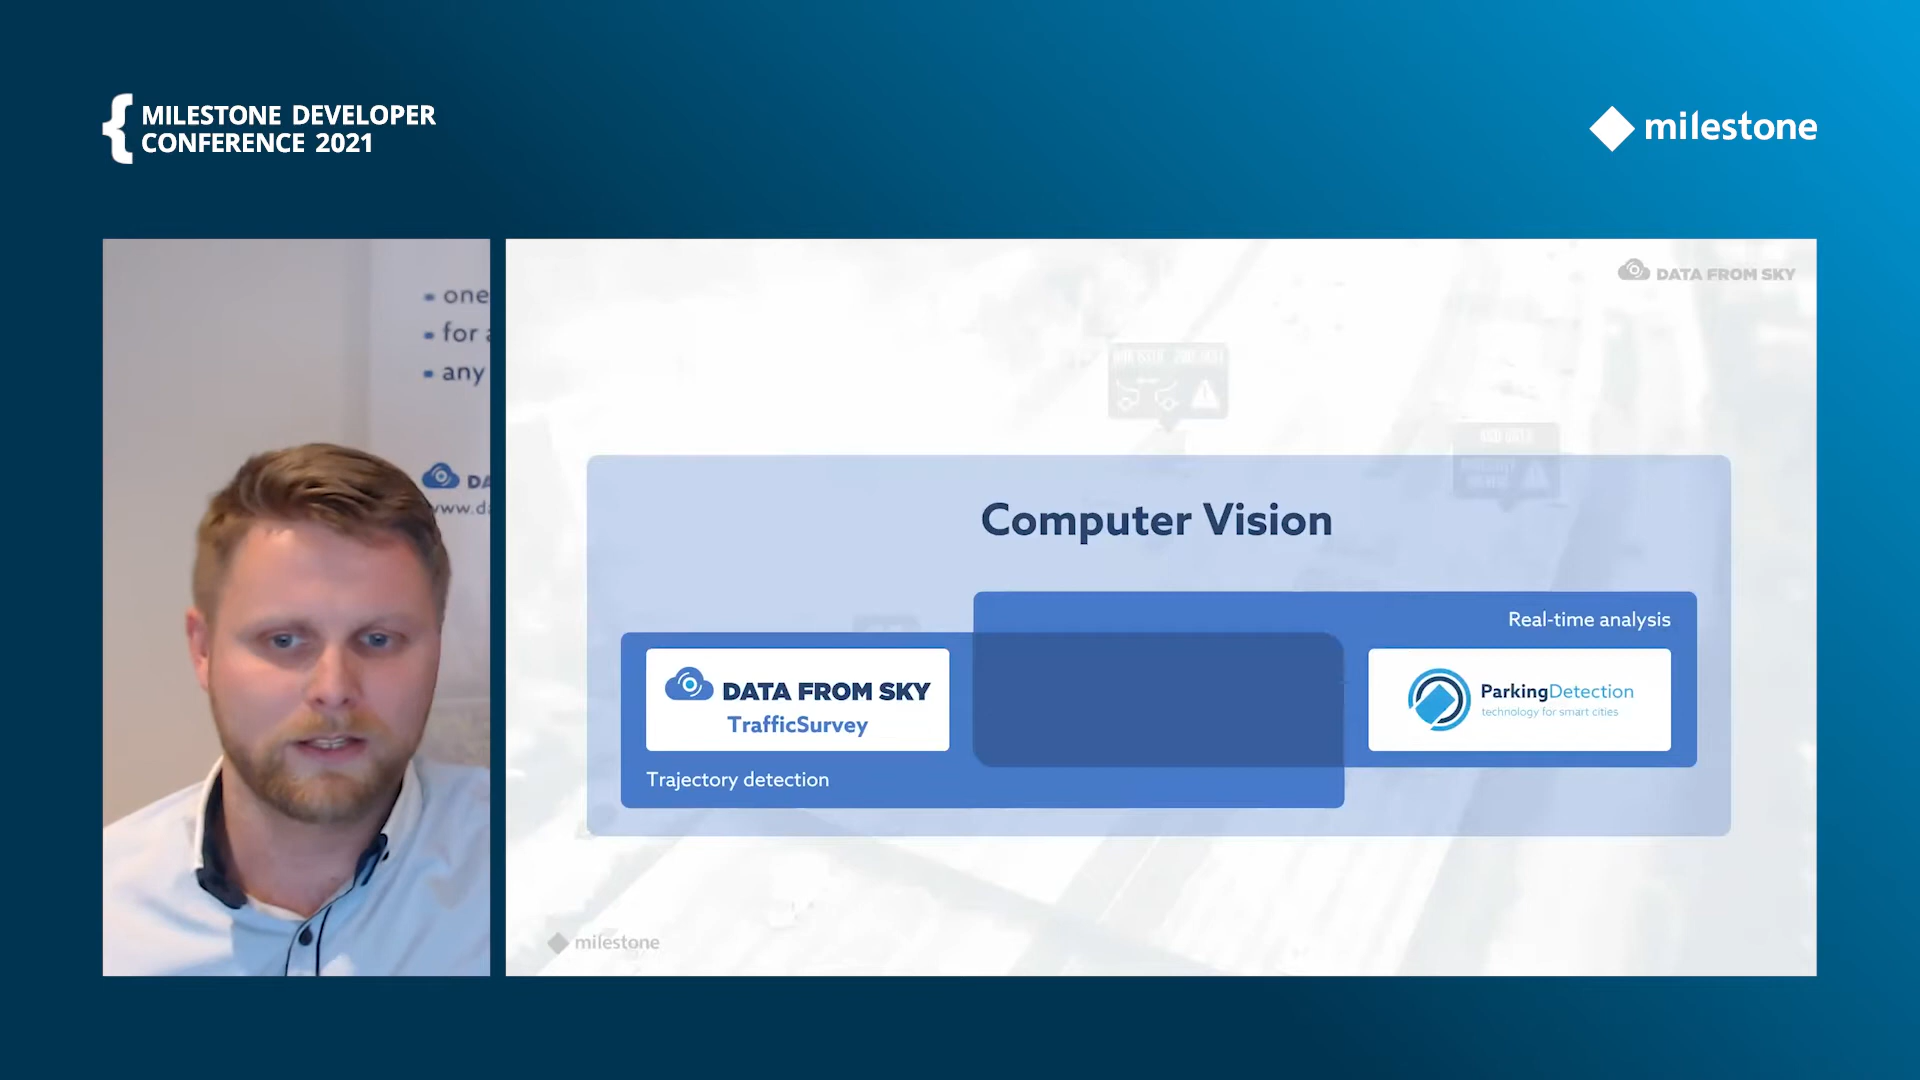 MILESTONE DEVELOPER
CONFERENCE 2021
milestone
one
for
any
DATA FROM SKY
Computer Vision
Real-time analysis
DATA FROM SKY
TrafficSurvey
ParkingDetection
technology for smart cities
Trajectory detection
milestone